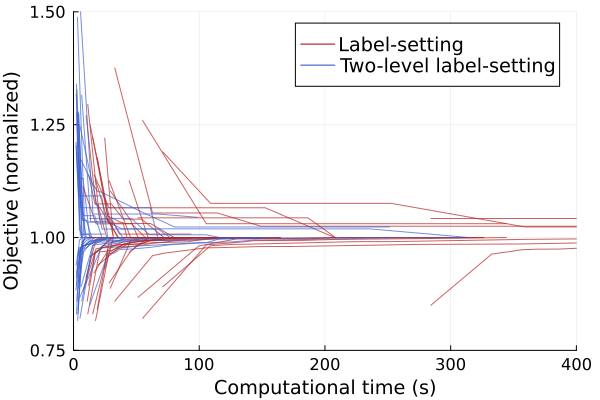 1.50
1.25
1.00
0.75
Objective (normalized)
Label-setting
Two-level label-setting
0 100 200 300 400
Computational time (s)